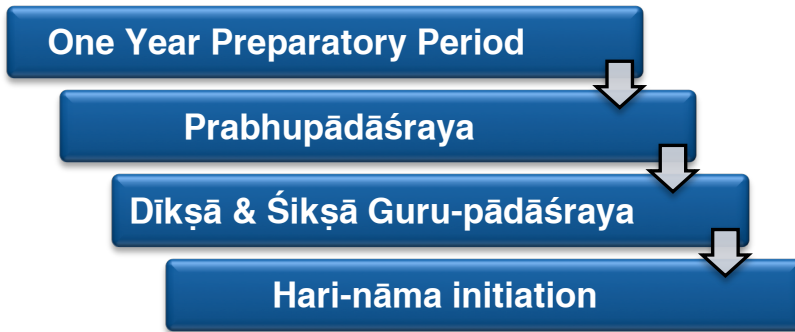 One Year Preparatory Period
Prabhupādāśraya
Dīkṣā & Śikṣā Guru-pādāśraya
Hari-nāma initiation